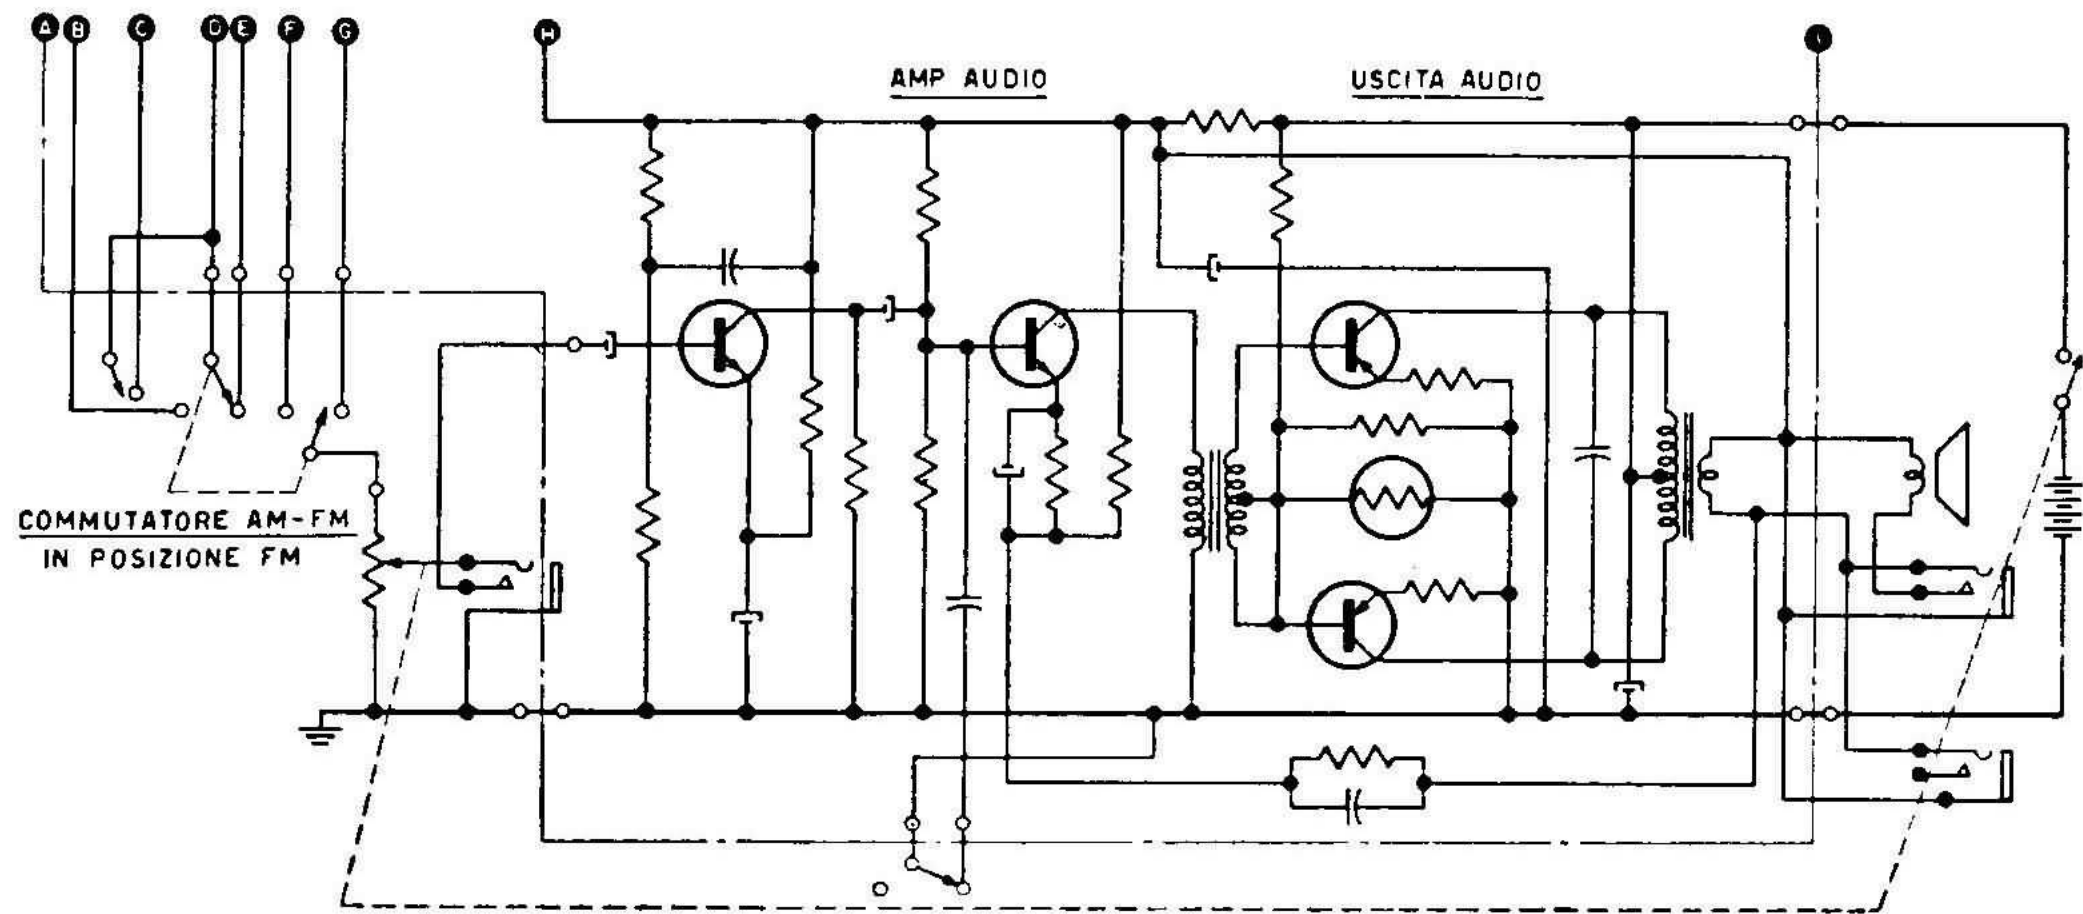 A B C D E F G H
AMP AUDIO
USCITA AUDIO
COMMUTATORE AM-FM
IN POSIZIONE FM